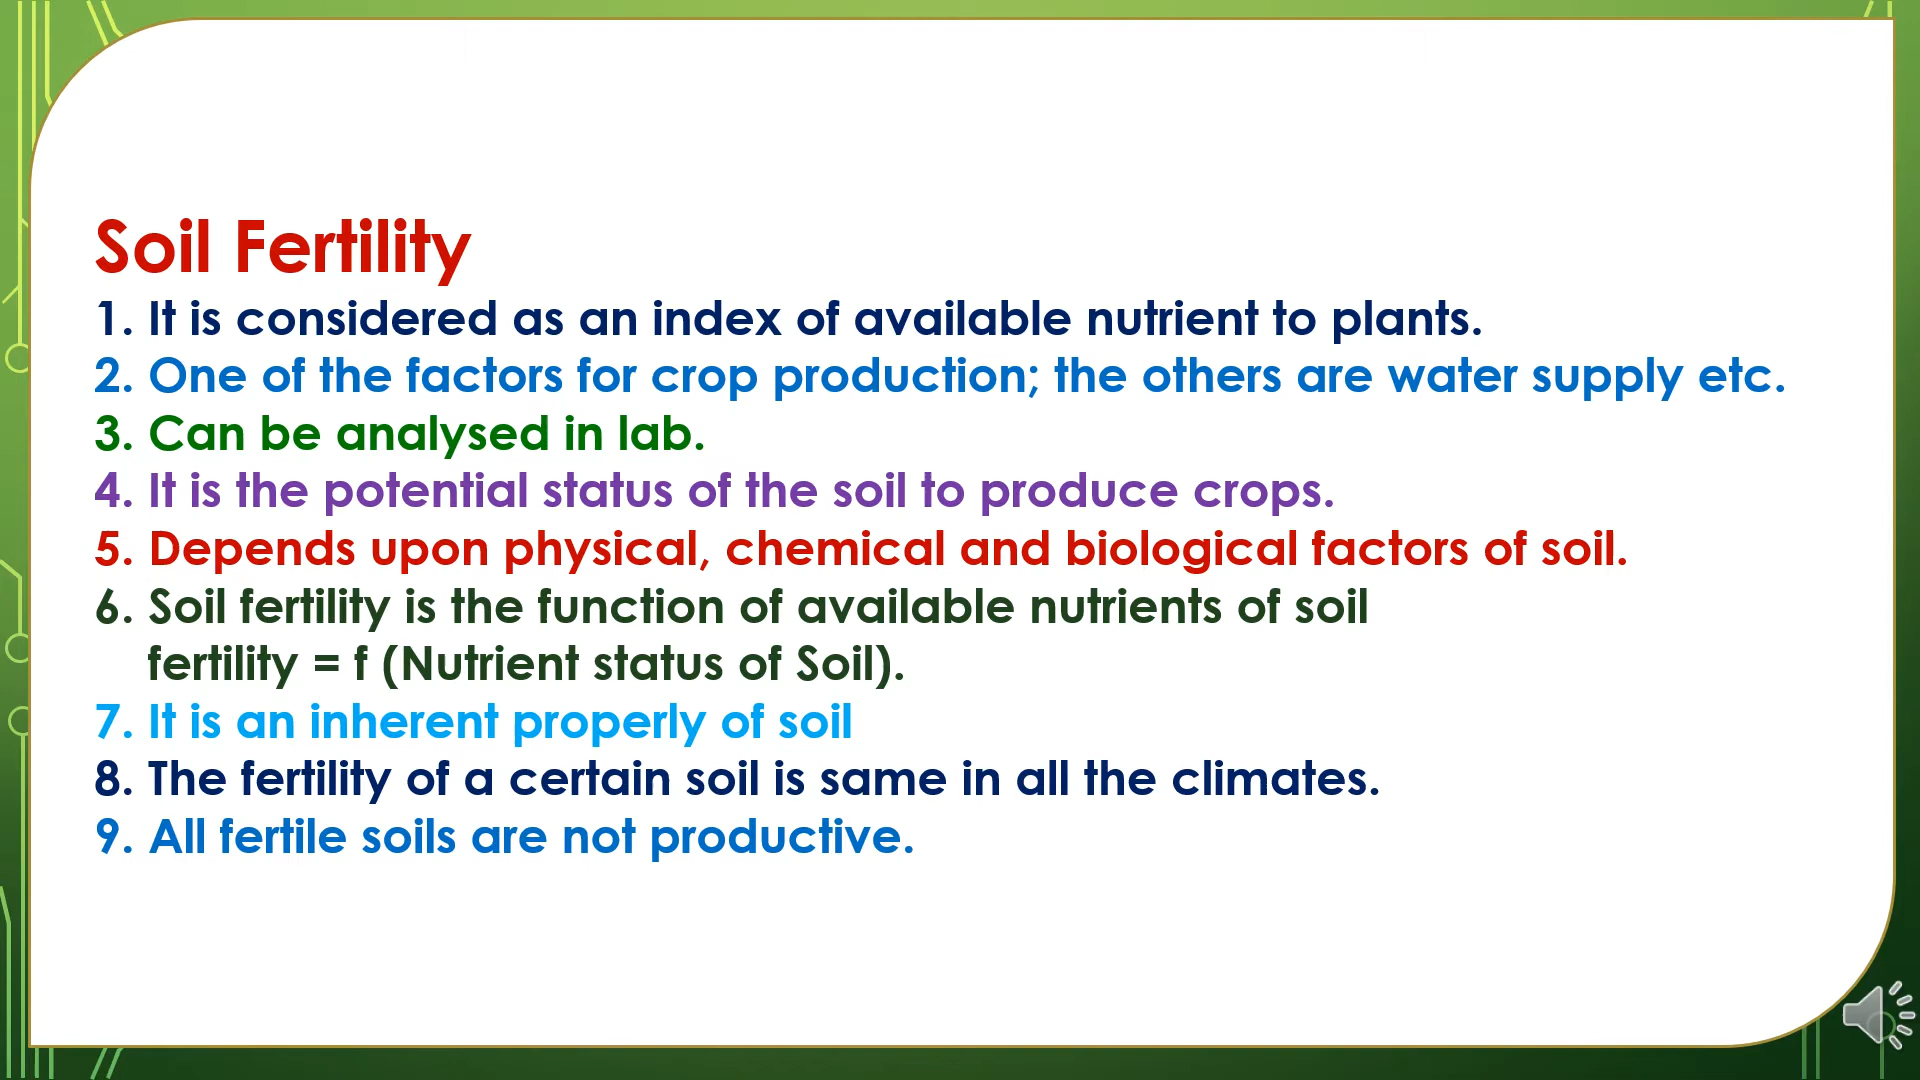 Soil Fertility
1. It is considered as an index of available nutrient to plants.
2. One of the factors for crop production; the others are water supply etc.
3. Can be analysed in lab.
4. It is the potential status of the soil to produce crops.
5. Depends upon physical, chemical and biological factors of soil.
6. Soil fertility is the function of available nutrients of soil
fertility = f (Nutrient status of Soil).
7. It is an inherent properly of soil
8. The fertility of a certain soil is same in all the climates.
9. All fertile soils are not productive.